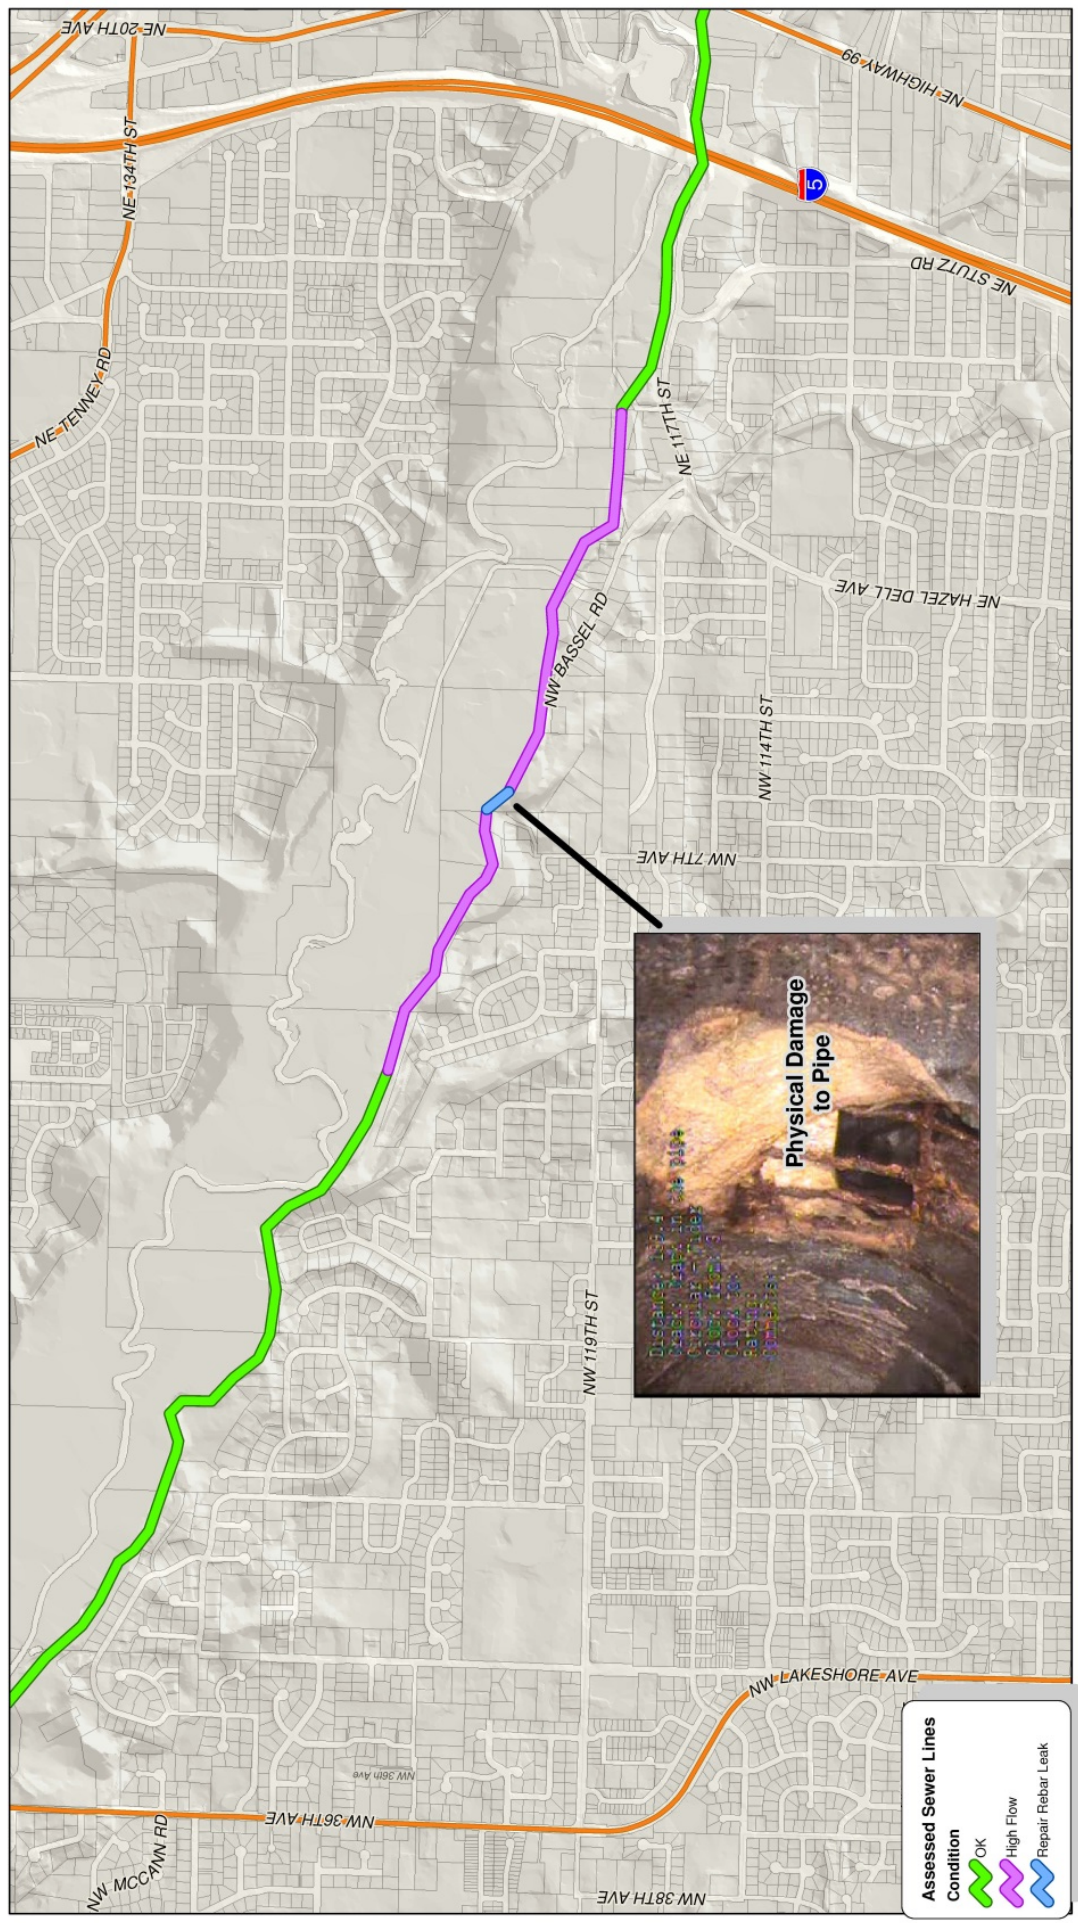 NW MCCANN RD
NW 36TH AVE
NW 38TH AVE
NW 36th Ave
NW LAKESHORE AVE
NW 119TH ST
NW 7TH AVE
NW 114TH ST
NW BASSEL RD
NE HAZEL DELL AVE
NE 117TH ST
NE TENNEY RD
NE 134TH ST
NE 20TH AVE
NE STUTZ RD
NE HIGHWAY 99
5
Physical Damage
to Pipe
Assessed Sewer Lines
Condition
OK
High Flow
Repair Rebar Leak